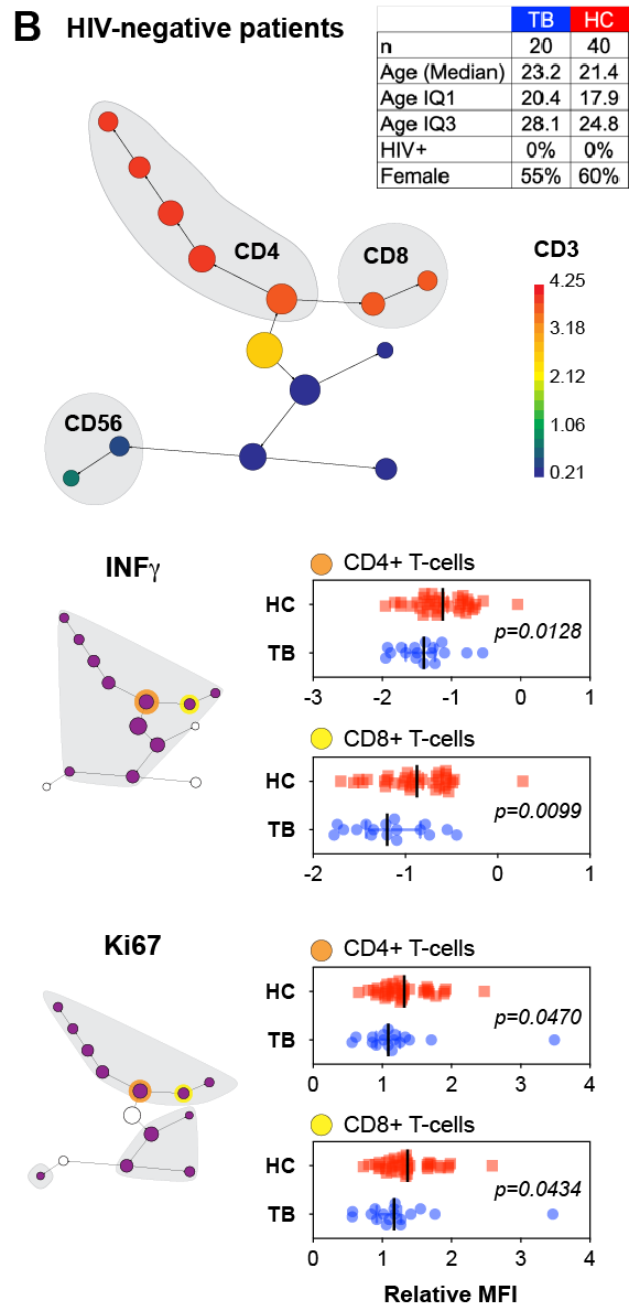 B HIV-negative patients
TB HC
n 20 40
Age (Median) 23.2 21.4
Age IQ1 20.4 17.9
Age IQ3 28.1 24.8
HIV+ 0% 0%
Female 55% 60%
CD4
CD8
CD3
4.25
3.18
2.12
1.06
0.21
CD56
INFγ
CD4+ T-cells
HC
p=0.0128
TB
-3 -2 -1 0 1
CD8+ T-cells
HC
p=0.0099
TB
-2 -1 0 1
Ki67
CD4+ T-cells
HC
p=0.0470
TB
0 1 2 3 4
CD8+ T-cells
HC
p=0.0434
TB
0 1 2 3 4
Relative MFI